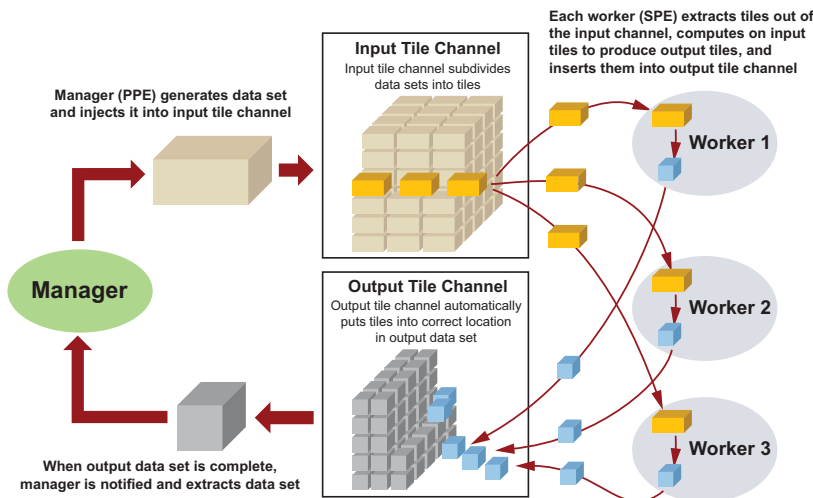 Each worker (SPE) extracts tiles out of
the input channel, computes on input
tiles to produce output tiles, and
inserts them into output tile channel
Input Tile Channel
Input tile channel subdivides
data sets into tiles
Manager (PPE) generates data set
and injects it into input tile channel
Worker 1
Manager
Output Tile Channel
Output tile channel automatically
puts tiles into correct location
in output data set
Worker 2
Worker 3
When output data set is complete,
manager is notified and extracts data set